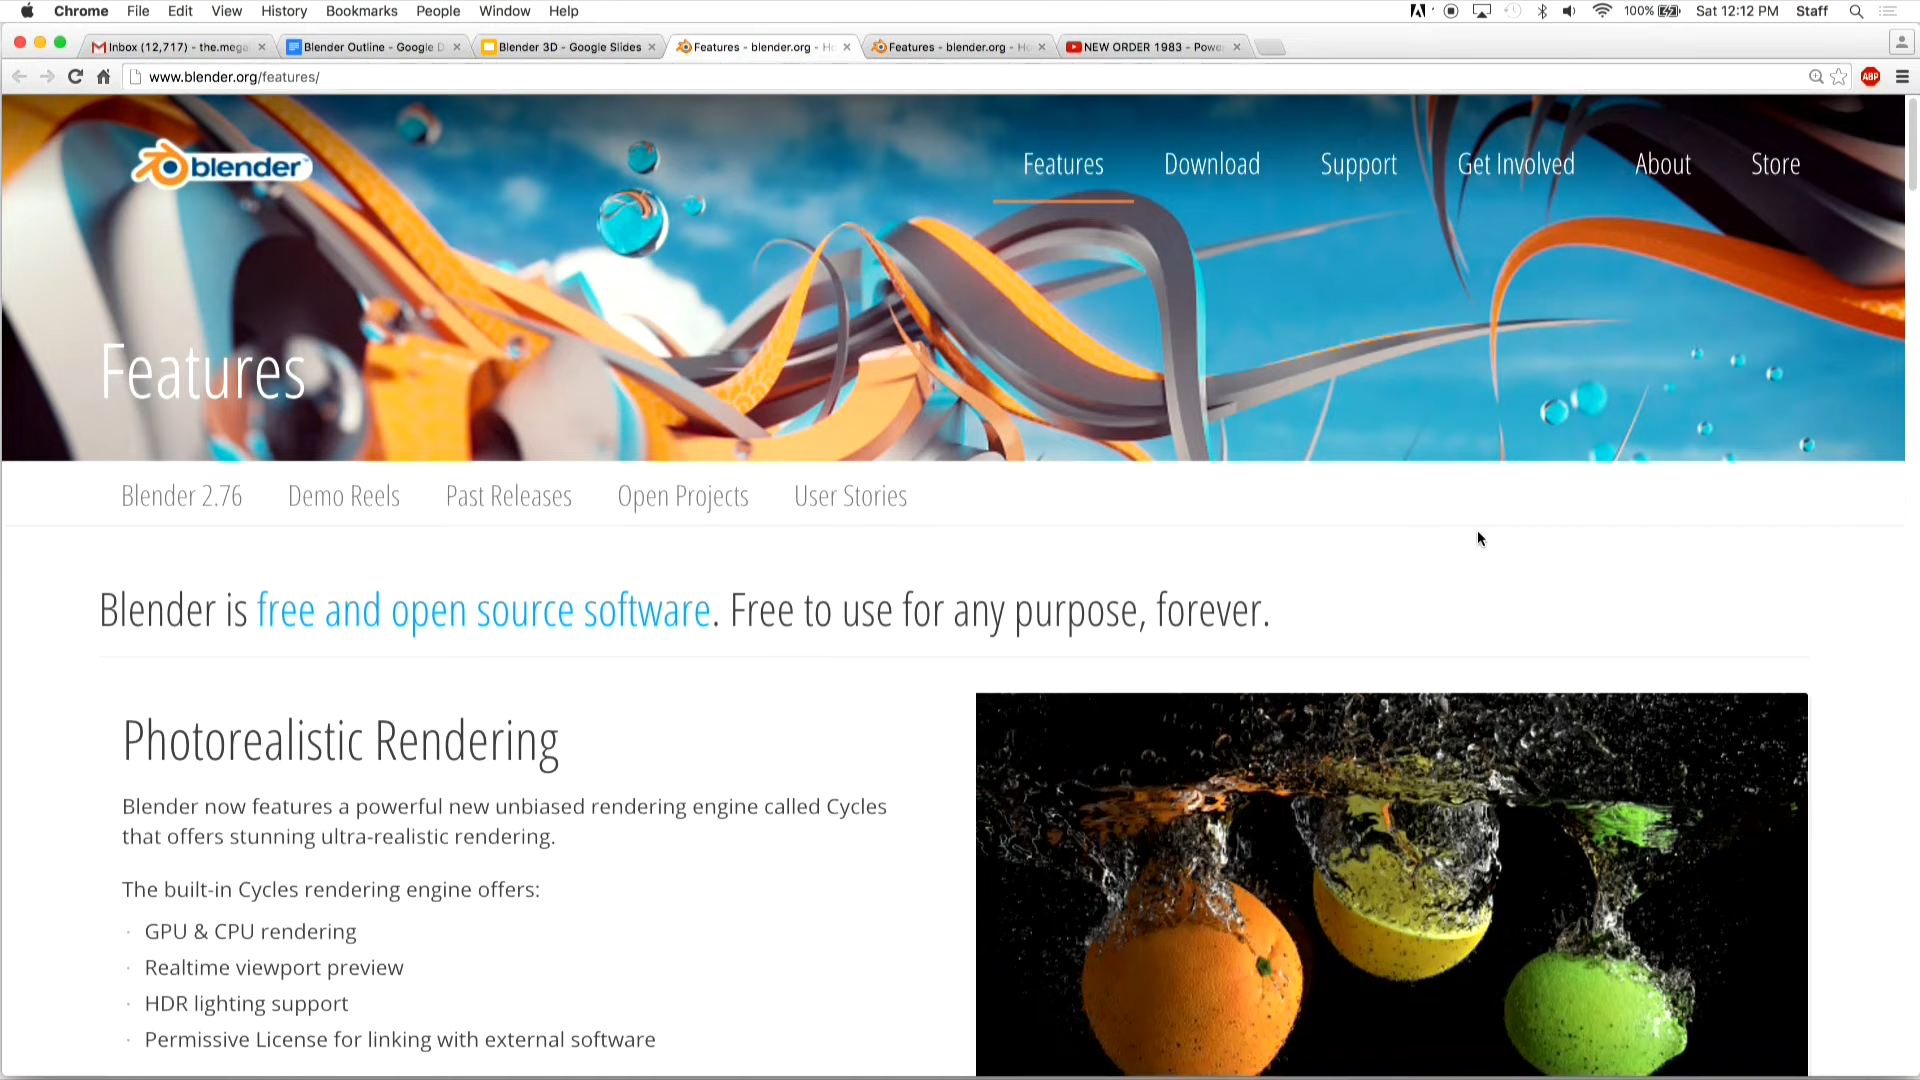 Chrome File Edit View History Bookmarks People Window Help 100% Sat 12:12 PM Staff
Inbox (12,717) - the.mega Blender Outline - Google D Blender 3D - Google Slides Features - blender.org - Ho Features - blender.org - Ho NEW ORDER 1983 - Powe
www.blender.org/features/ ABP
blender Features Download Support Get Involved About Store
Features
Blender 2.76 Demo Reels Past Releases Open Projects User Stories
Blender is free and open source software. Free to use for any purpose, forever.
Photorealistic Rendering
Blender now features a powerful new unbiased rendering engine called Cycles
that offers stunning ultra-realistic rendering.
The built-in Cycles rendering engine offers:
· GPU & CPU rendering
· Realtime viewport preview
· HDR lighting support
· Permissive License for linking with external software